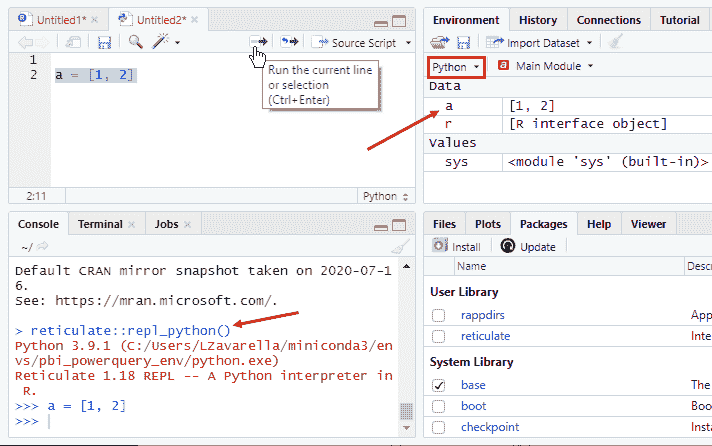 Untitled1* Untitled2*
Source Script
1
2 a = [1, 2]
Run the current line
or selection
(Ctrl+Enter)
2:11 Python
Environment History Connections Tutorial
Import Dataset
Python Main Module
Data
a [1, 2]
r [R interface object]
Values
sys <module 'sys' (built-in)>
Console Terminal Jobs
~/
Default CRAN mirror snapshot taken on 2020-07-1
6.
See: https://mran.microsoft.com/.
> reticulate::repl_python()
Python 3.9.1 (C:/Users/LZavarella/miniconda3/en
vs/pbi_powerquery_env/python.exe)
Reticulate 1.18 REPL -- A Python interpreter in
R.
>>> a = [1, 2]
>>>
Files Plots Packages Help Viewer
Install Update
Name Descr
User Library
rappdirs App
reticulate Inte
System Library
base The
boot Boo
checkpoint Insta